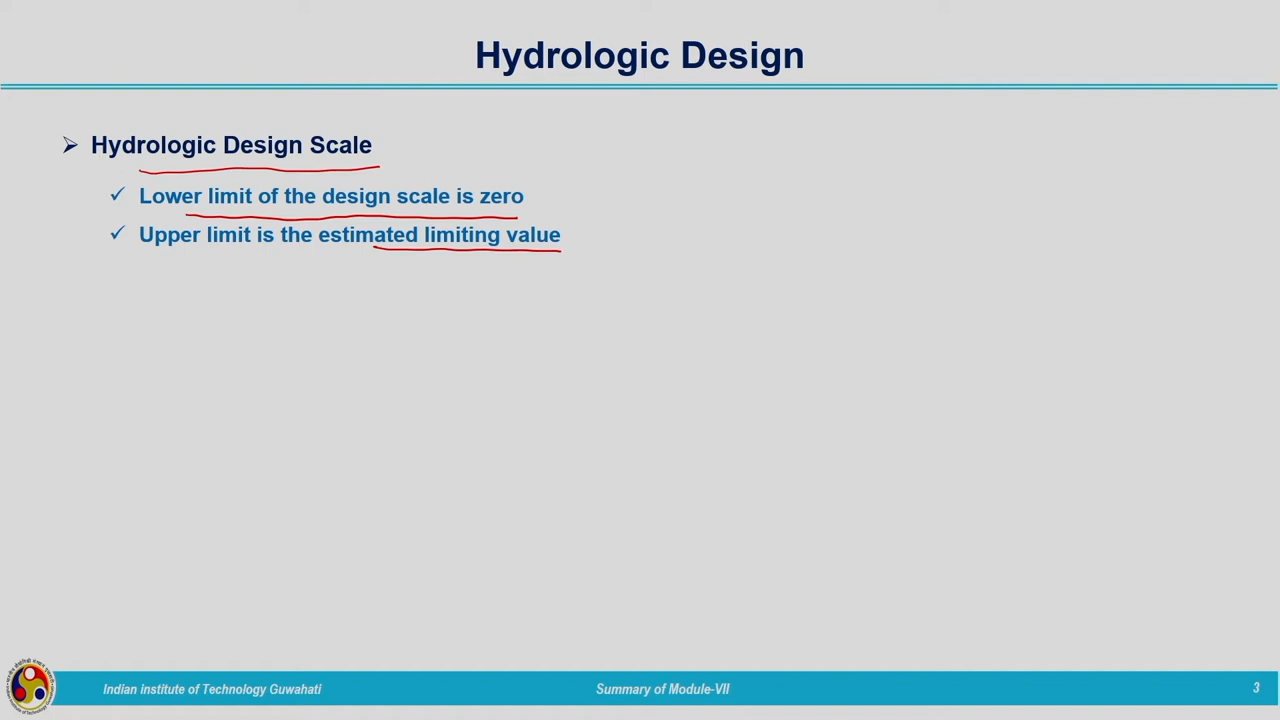 Hydrologic Design
Hydrologic Design Scale
Lower limit of the design scale is zero
Upper limit is the estimated limiting value
Indian institute of Technology Guwahati
Summary of Module-VII
3